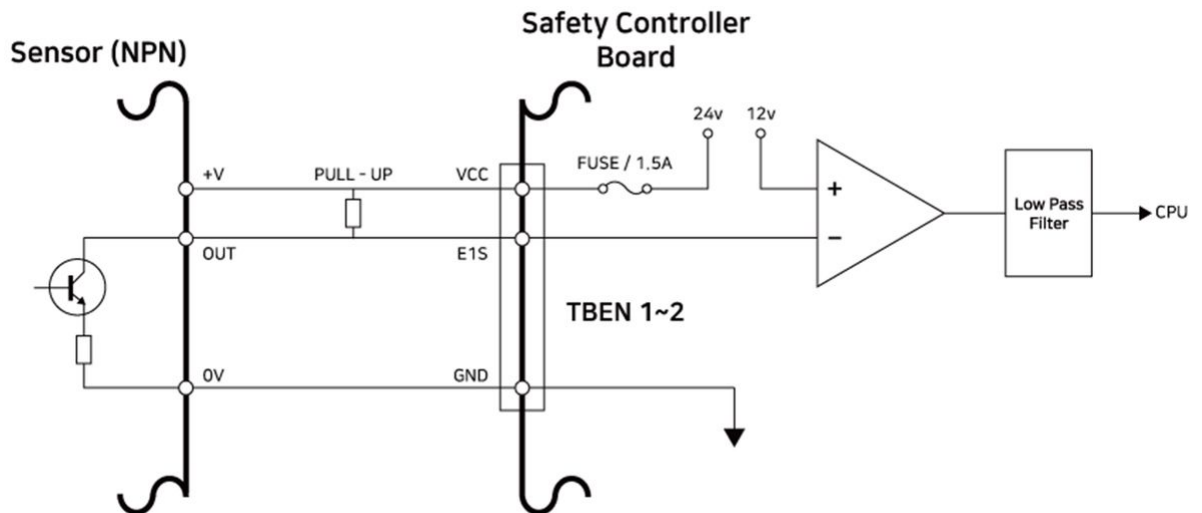 Safety Controller
Board
Sensor (NPN)
24v
12v
+V
PULL - UP
VCC
FUSE / 1.5A
+
Low Pass
Filter
CPU
−
OUT
E1S
TBEN 1~2
0V
GND